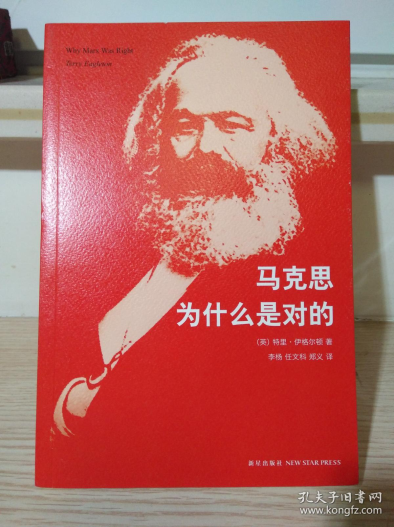 Why Marx Was Right
Terry Eagleton
马克思
为什么是对的
(英) 特里·伊格尔顿 著
李杨 任文科 郑义 译
新星出版社 NEW STAR PRESS
孔夫子旧书网
www.kongfz.com